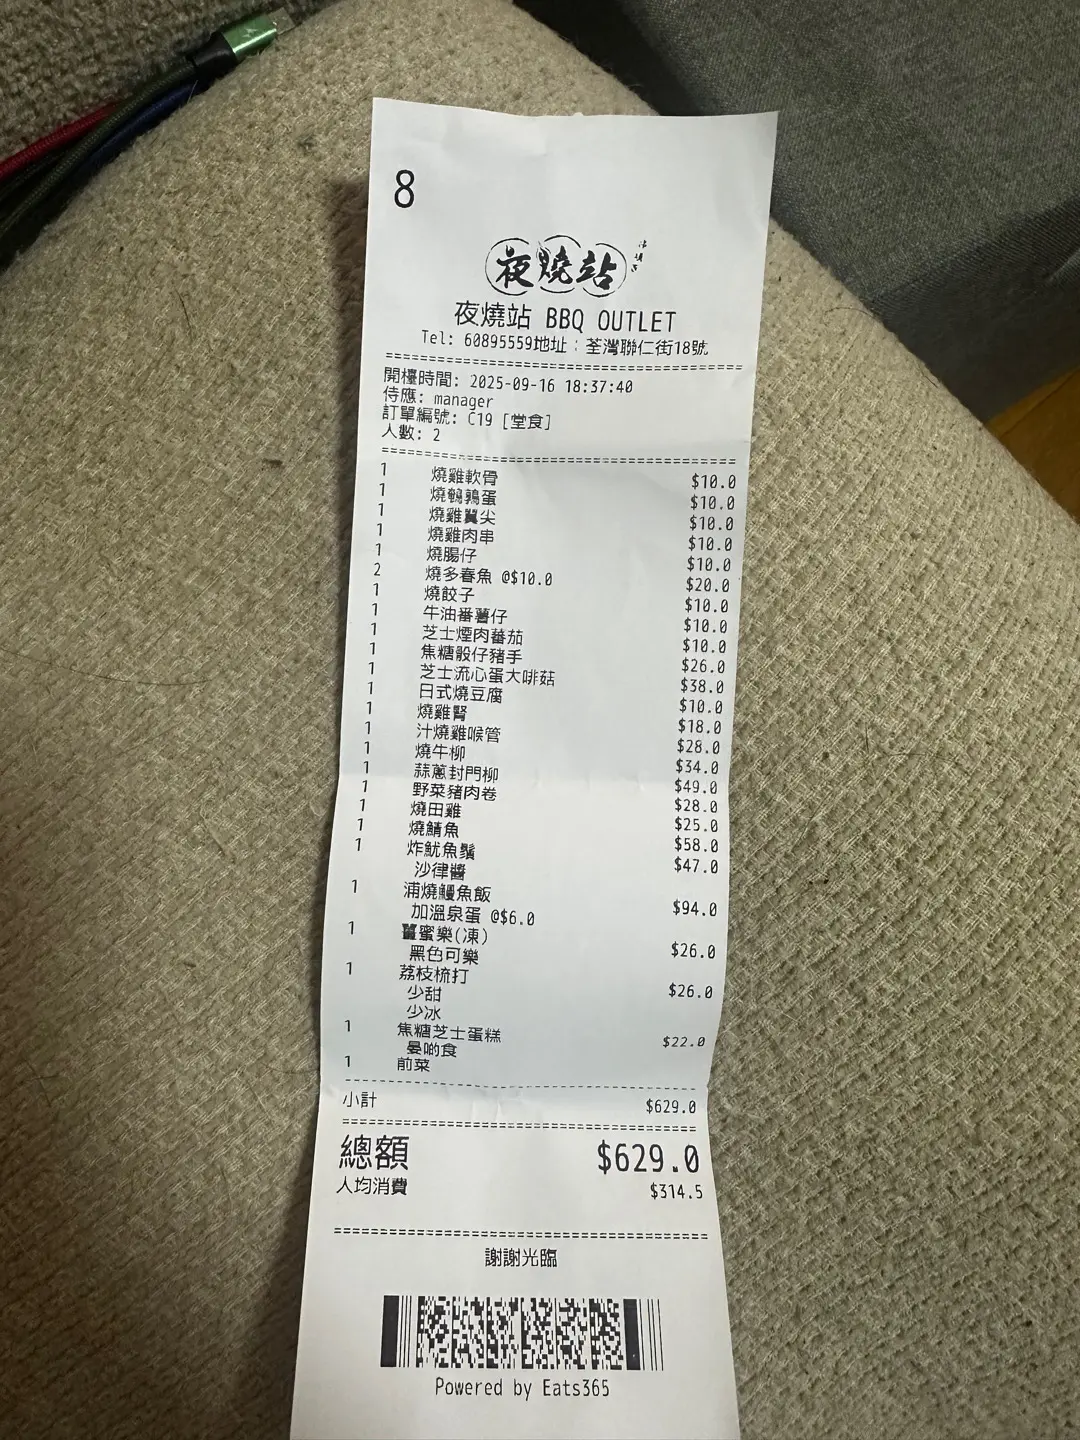 8
夜燒站
夜燒站 BBQ OUTLET
Tel: 60895559地址：荃灣聯仁街18號
開檯時間: 2025-09-16 18:37:40
侍應: manager
訂單編號: C19 [堂食]
人數: 2
1 燒雞軟骨 $10.0
1 燒鵪鶉蛋 $10.0
1 燒雞翼尖 $10.0
1 燒雞肉串 $10.0
1 燒腸仔 $10.0
2 燒多春魚 @$10.0 $20.0
1 燒餃子 $10.0
1 牛油番薯仔 $10.0
1 芝士煙肉蕃茄 $10.0
1 焦糖骰仔豬手 $26.0
1 芝士流心蛋大啡菇 $38.0
1 日式燒豆腐 $10.0
1 燒雞腎 $18.0
1 汁燒雞喉管 $28.0
1 燒牛柳 $34.0
1 蒜蔥封門柳 $49.0
1 野菜豬肉卷 $28.0
1 燒田雞 $25.0
1 燒鯖魚 $58.0
1 炸魷魚鬚 $47.0
沙律醬
1 浦燒鰻魚飯 $94.0
加溫泉蛋 @$6.0
1 薑蜜樂(凍) $26.0
黑色可樂
1 荔枝梳打 $26.0
少甜
少冰
1 焦糖芝士蛋糕 $22.0
晏啲食
1 前菜
小計 $629.0
總額 $629.0
人均消費 $314.5
謝謝光臨
Powered by Eats365